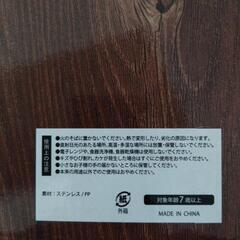 使用上の注意
●火のそばに置かないでください。熱で変形したり、劣化の原因になります。
●直射日光のあたる場所、高温・多湿な場所には放置・保管しないでください。
●電子レンジや、食器洗浄機、食器乾燥機は使用しないでください。
●キズやひび割れ、カケが発生した場合はすぐに使用をおやめください。
●小さなお子様の手の届かない所に保管してください。
●本来の用途以外でのご使用はおやめください。
素材：ステンレス/PP
紙
外箱
対象年齢7歳以上
MADE IN CHINA